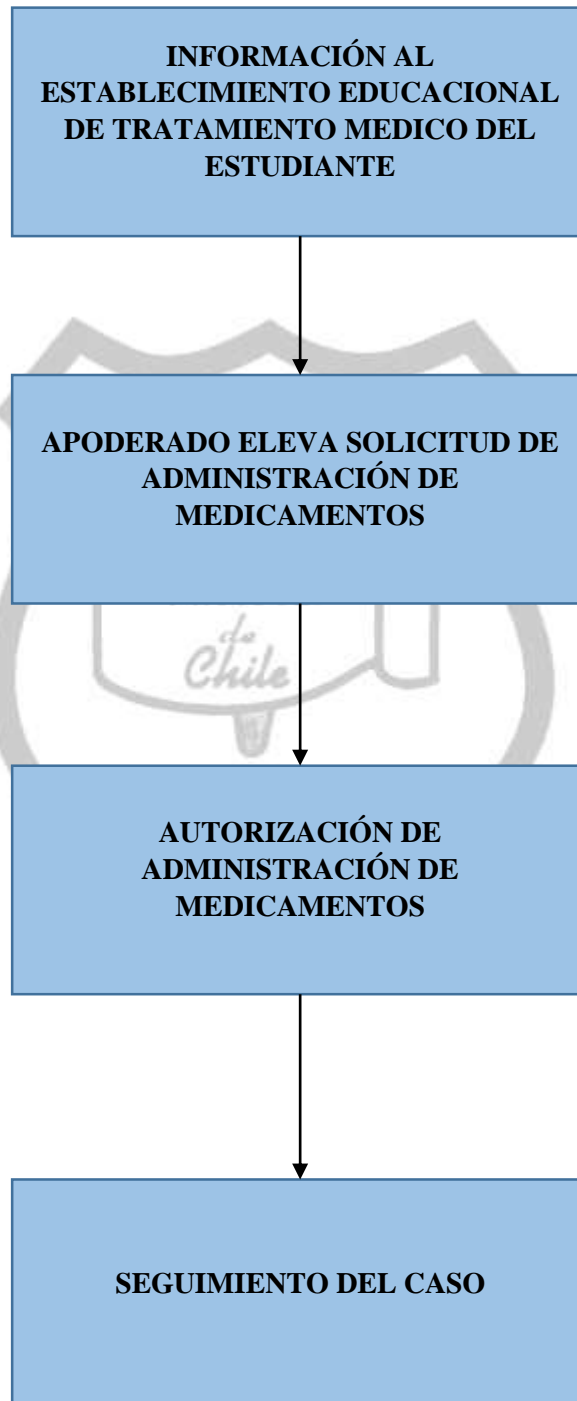 INFORMACIÓN AL
ESTABLECIMIENTO EDUCACIONAL
DE TRATAMIENTO MEDICO DEL
ESTUDIANTE
APODERADO ELEVA SOLICITUD DE
ADMINISTRACIÓN DE
MEDICAMENTOS
de
Chile
AUTORIZACIÓN DE
ADMINISTRACIÓN DE
MEDICAMENTOS
SEGUIMIENTO DEL CASO